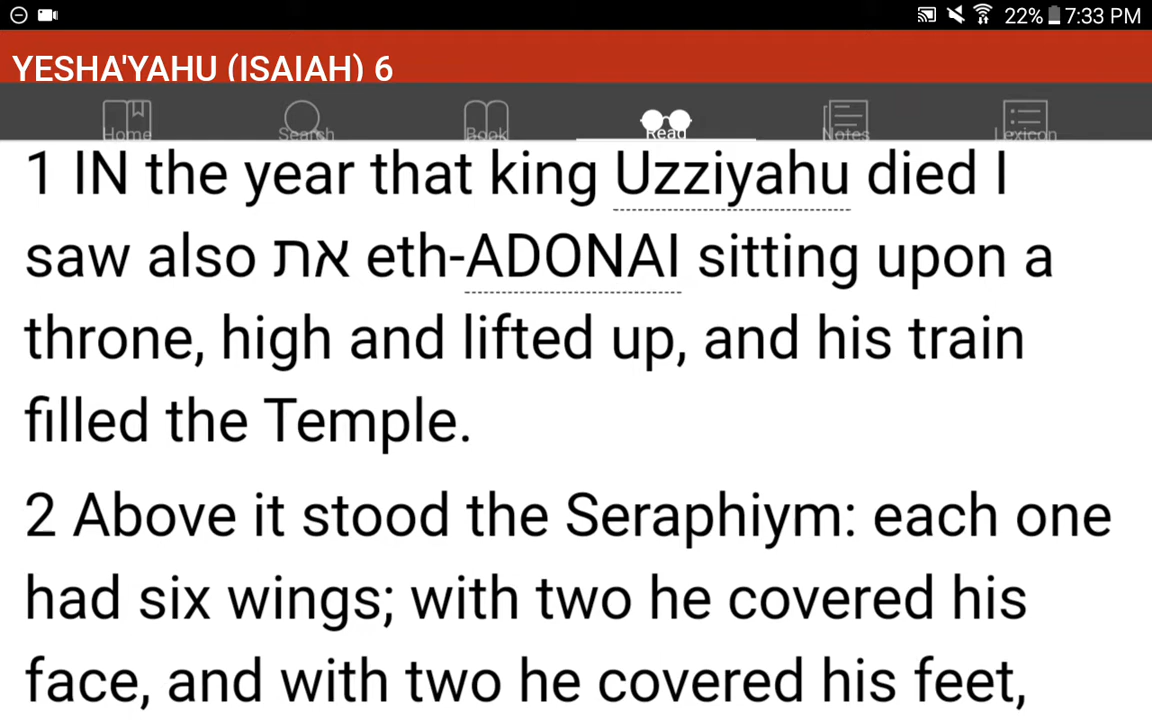 22% 7:33 PM
YESHA'YAHU (ISAIAH) 6
Home Search Book Read Notes Lexicon
1 IN the year that king Uzziyahu died I
saw also את eth-ADONAI sitting upon a
throne, high and lifted up, and his train
filled the Temple.
2 Above it stood the Seraphiym: each one
had six wings; with two he covered his
face, and with two he covered his feet,